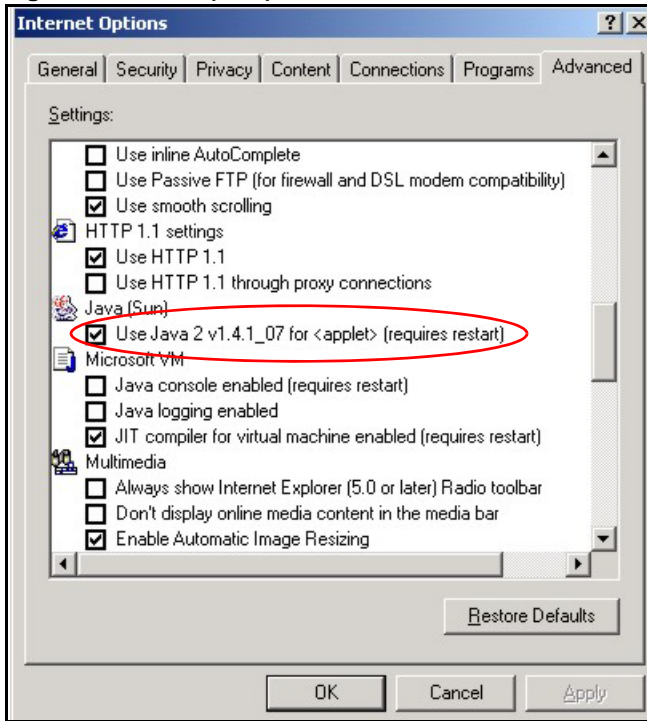 Internet Options
General Security Privacy Content Connections Programs Advanced
Settings:
Use inline AutoComplete
Use Passive FTP (for firewall and DSL modem compatibility)
Use smooth scrolling
HTTP 1.1 settings
Use HTTP 1.1
Use HTTP 1.1 through proxy connections
Java (Sun)
Use Java 2 v1.4.1_07 for <applet> (requires restart)
Microsoft VM
Java console enabled (requires restart)
Java logging enabled
JIT compiler for virtual machine enabled (requires restart)
Multimedia
Always show Internet Explorer (5.0 or later) Radio toolbar
Don't display online media content in the media bar
Enable Automatic Image Resizing
Restore Defaults
OK Cancel Apply